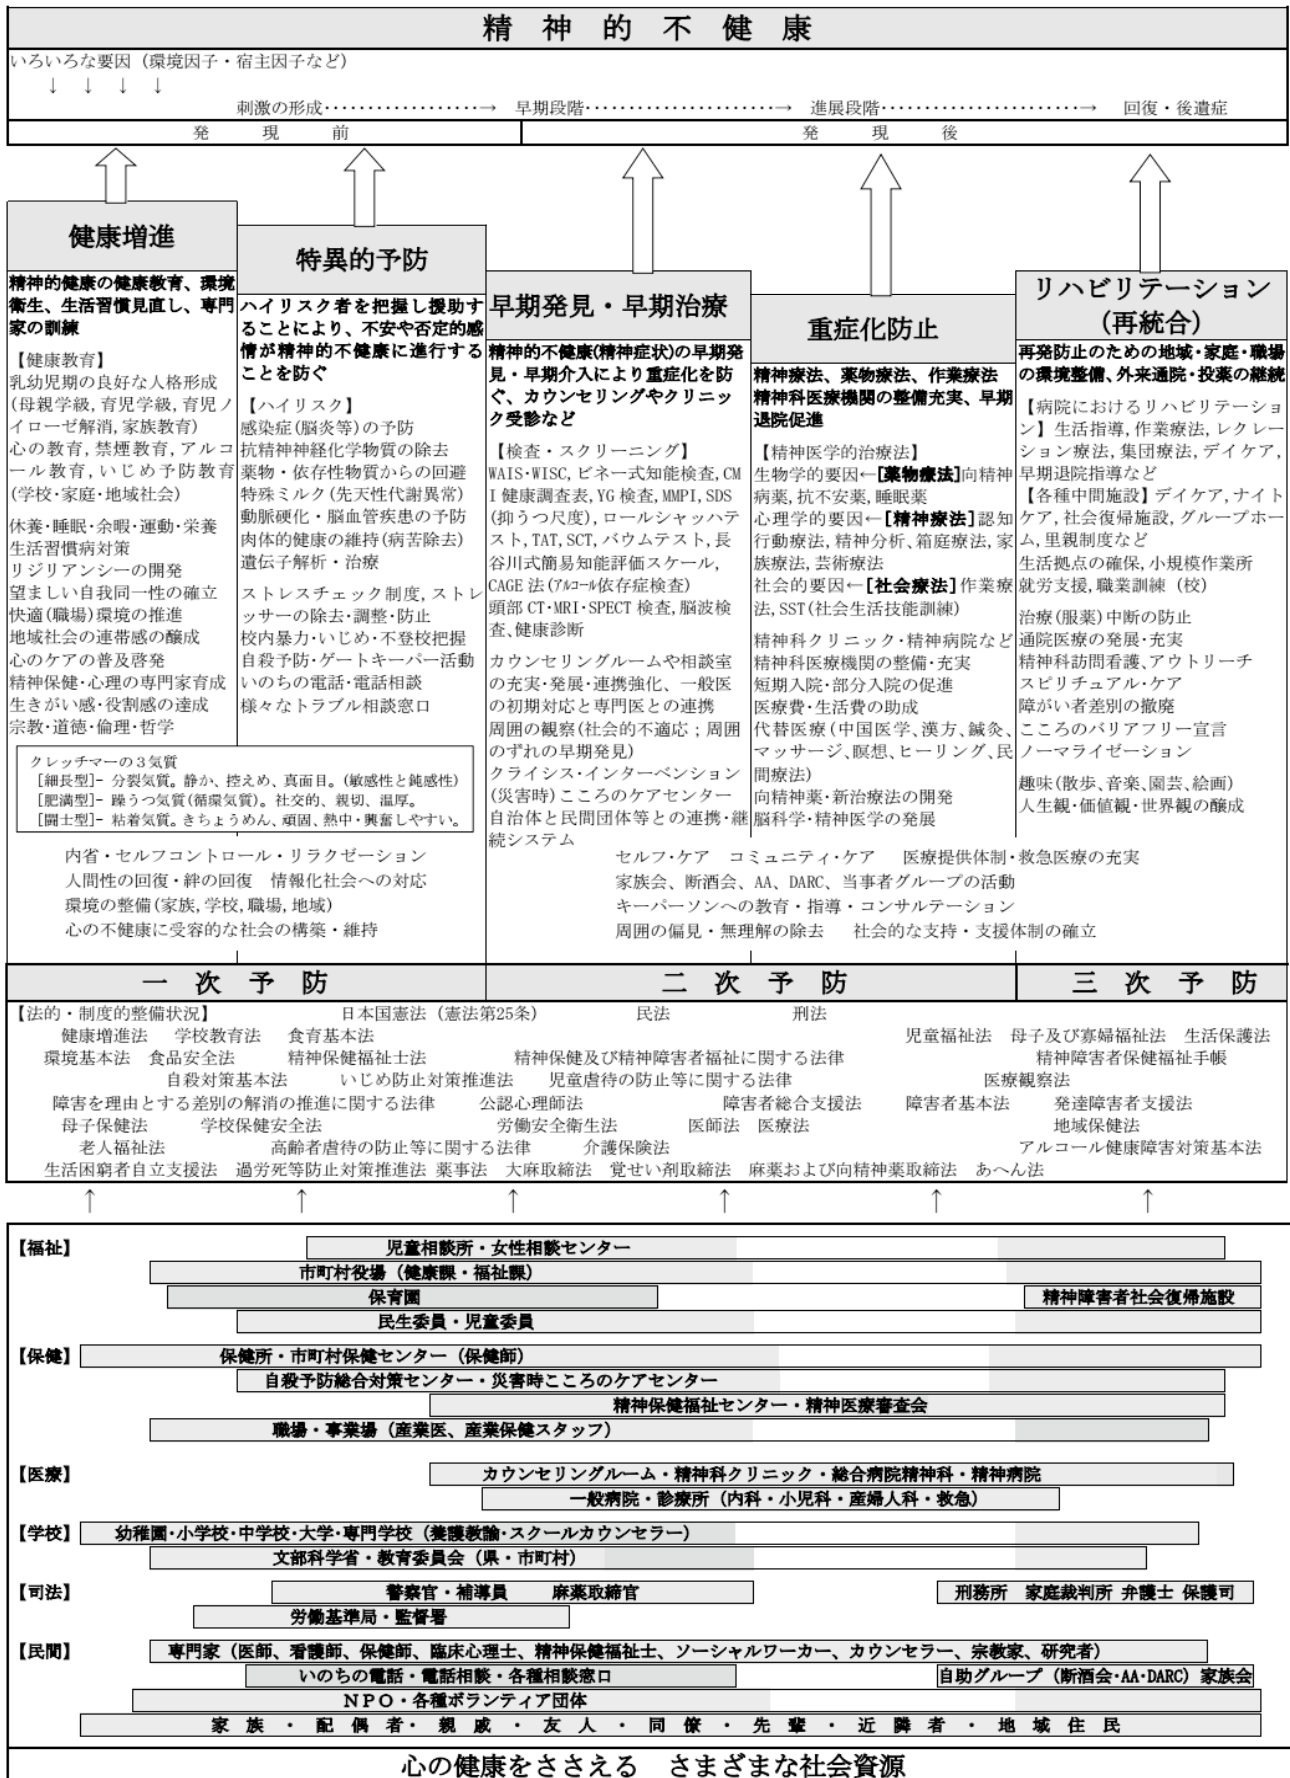 精神的不健康
いろいろな要因（環境因子・宿主因子など）
↓ ↓ ↓ ↓
刺激の形成‥‥‥‥‥‥‥‥‥→ 早期段階‥‥‥‥‥‥‥‥‥‥→ 進展段階‥‥‥‥‥‥‥‥‥‥→ 回復・後遺症
発現前 発現後
健康増進
精神的健康の健康教育、環境
衛生、生活習慣見直し、専門
家の訓練
【健康教育】
乳幼児期の良好な人格形成
(母親学級,育児学級,育児ノ
イローゼ解消,家族教育)
心の教育,禁煙教育,アルコ
ール教育,いじめ予防教育
(学校・家庭・地域社会)
休養・睡眠・余暇・運動・栄養
生活習慣病対策
リジリアンシーの開発
望ましい自我同一性の確立
快適(職場)環境の推進
地域社会の連帯感の醸成
心のケアの普及啓発
精神保健・心理の専門家育成
生きがい感・役割感の達成
宗教・道徳・倫理・哲学
特異的予防
ハイリスク者を把握し援助す
ることにより、不安や否定的感
情が精神的不健康に進行する
ことを防ぐ
【ハイリスク】
感染症(脳炎等)の予防
抗精神神経化学物質の除去
薬物・依存性物質からの回避
特殊ミルク(先天性代謝異常)
動脈硬化・脳血管疾患の予防
肉体的健康の維持(病苦除去)
遺伝子解析・治療
ストレスチェック制度,ストレ
ッサーの除去・調整・防止
校内暴力・いじめ・不登校把握
自殺予防・ゲートキーパー活動
いのちの電話・電話相談
様々なトラブル相談窓口
クレッチマーの３気質
[細長型]- 分裂気質。静か、控えめ、真面目。(敏感性と鈍感性)
[肥満型]- 躁うつ気質(循環気質)。社交的、親切、温厚。
[闘士型]- 粘着気質。きちょうめん、頑固、熱中・興奮しやすい。
内省・セルフコントロール・リラクゼーション
人間性の回復・絆の回復 情報化社会への対応
環境の整備(家族,学校,職場,地域)
心の不健康に受容的な社会の構築・維持
早期発見・早期治療
精神的不健康(精神症状)の早期発
見・早期介入により重症化を防
ぐ、カウンセリングやクリニッ
ク受診など
【検査・スクリーニング】
WAIS・WISC,ビネー式知能検査,CM
I健康調査表,YG検査,MMPI,SDS
(抑うつ尺度),ロールシャッハテ
スト,TAT,SCT,バウムテスト,長
谷川式簡易知能評価スケール,
CAGE法(アルコール依存症検査)
頭部CT・MRI・SPECT検査,脳波検
査、健康診断
カウンセリングルームや相談室
の充実・発展・連携強化、一般医
の初期対応と専門医との連携
周囲の観察(社会的不適応；周囲
のずれの早期発見)
クライシス・インターベンション
(災害時)こころのケアセンター
自治体と民間団体等との連携・継
続システム
重症化防止
精神療法、薬物療法、作業療法
精神科医療機関の整備充実、早期
退院促進
【精神医学的治療法】
生物学的要因←[薬物療法]向精神
病薬,抗不安薬,睡眠薬
心理学的要因←[精神療法]認知
行動療法,精神分析、箱庭療法,家
族療法,芸術療法
社会的要因←[社会療法]作業療
法,SST(社会生活技能訓練)
精神科クリニック・精神病院など
精神科医療機関の整備・充実
短期入院・部分入院の促進
医療費・生活費の助成
代替医療(中国医学、漢方、鍼灸、
マッサージ、瞑想、ヒーリング、民
間療法)
向精神薬・新治療法の開発
脳科学・精神医学の発展
リハビリテーション
(再統合)
再発防止のための地域・家庭・職場
の環境整備、外来通院・投薬の継続
【病院におけるリハビリテーショ
ン】生活指導,作業療法,レクレー
ション療法,集団療法,デイケア,
早期退院指導など
【各種中間施設】デイケア,ナイト
ケア,社会復帰施設,グループホー
ム,里親制度など
生活拠点の確保,小規模作業所
就労支援,職業訓練（校）
治療(服薬)中断の防止
通院医療の発展・充実
精神科訪問看護、アウトリーチ
スピリチュアル・ケア
障がい者差別の撤廃
こころのバリアフリー宣言
ノーマライゼーション
趣味(散歩、音楽、園芸、絵画)
人生観・価値観・世界観の醸成
セルフ・ケア コミュニティ・ケア 医療提供体制・救急医療の充実
家族会、断酒会、AA、DARC、当事者グループの活動
キーパーソンへの教育・指導・コンサルテーション
周囲の偏見・無理解の除去 社会的な支持・支援体制の確立
一次予防 二次予防 三次予防
【法的・制度的整備状況】 日本国憲法（憲法第25条） 民法 刑法
健康増進法 学校教育法 食育基本法 児童福祉法 母子及び寡婦福祉法 生活保護法
環境基本法 食品安全法 精神保健福祉士法 精神保健及び精神障害者福祉に関する法律 精神障害者保健福祉手帳
自殺対策基本法 いじめ防止対策推進法 児童虐待の防止等に関する法律 医療観察法
障害を理由とする差別の解消の推進に関する法律 公認心理師法 障害者総合支援法 障害者基本法 発達障害者支援法
母子保健法 学校保健安全法 労働安全衛生法 医師法 医療法 地域保健法
老人福祉法 高齢者虐待の防止等に関する法律 介護保険法 アルコール健康障害対策基本法
生活困窮者自立支援法 過労死等防止対策推進法 薬事法 大麻取締法 覚せい剤取締法 麻薬および向精神薬取締法 あへん法
↑ ↑ ↑ ↑ ↑ ↑
【福祉】 児童相談所・女性相談センター
市町村役場（健康課・福祉課）
保育園 精神障害者社会復帰施設
民生委員・児童委員
【保健】 保健所・市町村保健センター（保健師）
自殺予防総合対策センター・災害時こころのケアセンター
精神保健福祉センター・精神医療審査会
職場・事業場（産業医、産業保健スタッフ）
【医療】 カウンセリングルーム・精神科クリニック・総合病院精神科・精神病院
一般病院・診療所（内科・小児科・産婦人科・救急）
【学校】 幼稚園・小学校・中学校・大学・専門学校（養護教諭・スクールカウンセラー）
文部科学省・教育委員会（県・市町村）
【司法】 警察官・補導員 麻薬取締官 刑務所 家庭裁判所 弁護士 保護司
労働基準局・監督署
【民間】 専門家（医師、看護師、保健師、臨床心理士、精神保健福祉士、ソーシャルワーカー、カウンセラー、宗教家、研究者）
いのちの電話・電話相談・各種相談窓口 自助グループ（断酒会・AA・DARC）家族会
ＮＰＯ・各種ボランティア団体
家族・配偶者・親戚・友人・同僚・先輩・近隣者・地域住民
心の健康をささえる さまざまな社会資源